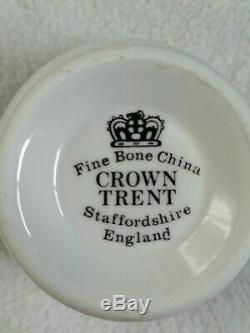 Fine Bone China
CROWN
TRENT
Staffordshire
England